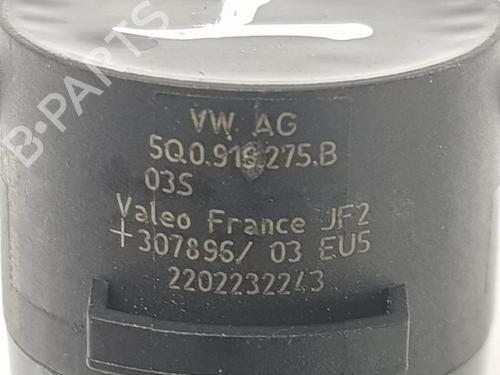 B-PARTS
VW AG
5Q0.919.275.B
03S
Valeo France JF2
+307896/ 03 EU5
2202232243